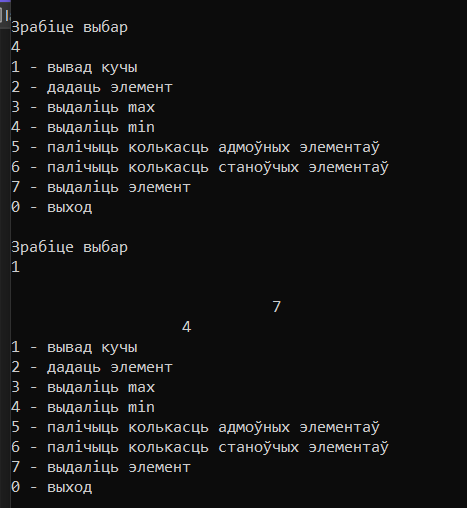 Зрабіце выбар
4
1 - вывад кучы
2 - дадаць элемент
3 - выдаліць max
4 - выдаліць min
5 - палічыць колькасць адмоўных элементаў
6 - палічыць колькасць станоўчых элементаў
7 - выдаліць элемент
0 - выход
Зрабіце выбар
1
7
4
1 - вывад кучы
2 - дадаць элемент
3 - выдаліць max
4 - выдаліць min
5 - палічыць колькасць адмоўных элементаў
6 - палічыць колькасць станоўчых элементаў
7 - выдаліць элемент
0 - выход